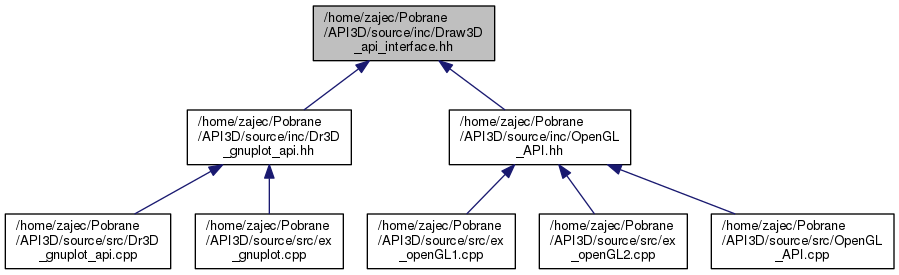 /home/zajec/Pobrane
/API3D/source/inc/Draw3D
_api_interface.hh
/home/zajec/Pobrane
/API3D/source/inc/Dr3D
_gnuplot_api.hh
/home/zajec/Pobrane
/API3D/source/inc/OpenGL
_API.hh
/home/zajec/Pobrane
/API3D/source/src/Dr3D
_gnuplot_api.cpp
/home/zajec/Pobrane
/API3D/source/src/ex
_gnuplot.cpp
/home/zajec/Pobrane
/API3D/source/src/ex
_openGL1.cpp
/home/zajec/Pobrane
/API3D/source/src/ex
_openGL2.cpp
/home/zajec/Pobrane
/API3D/source/src/OpenGL
_API.cpp